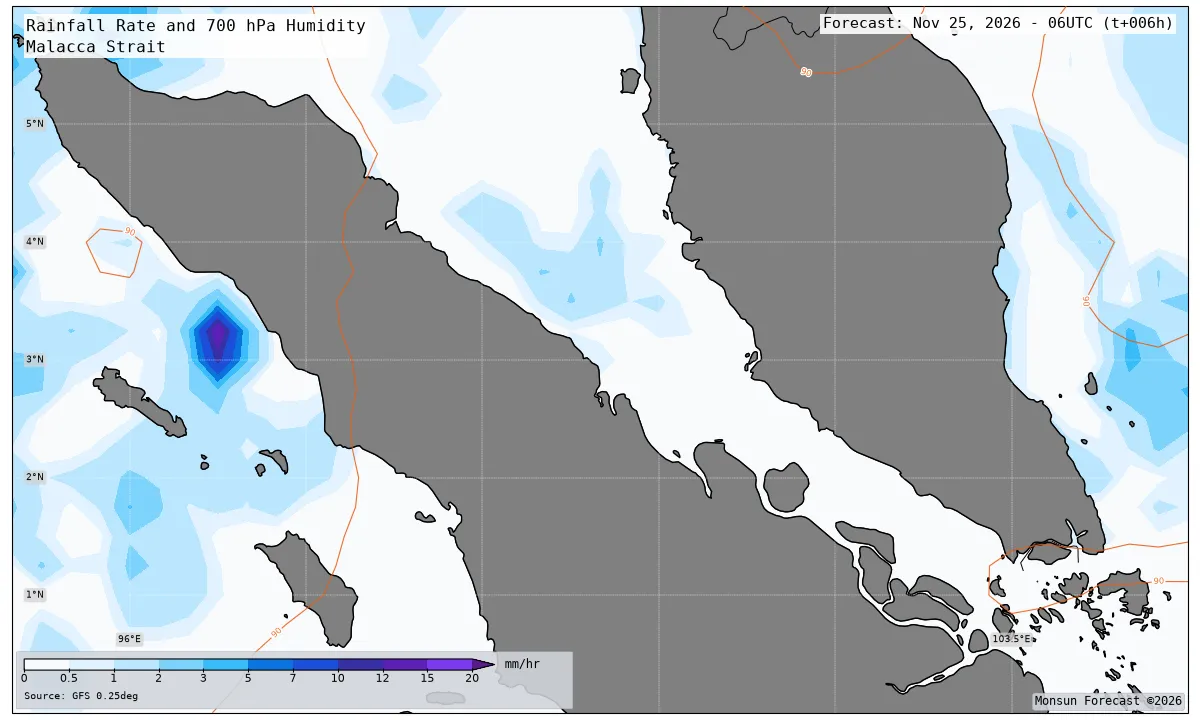 Rainfall Rate and 700 hPa Humidity
Malacca Strait
Forecast: Nov 25, 2026 - 06UTC (t+006h)
90
5°N
90
4°N
90
3°N
2°N
1°N
90
90
96°E
103.5°E
mm/hr
0 0.5 1 2 3 5 7 10 12 15 20
Source: GFS 0.25deg
Monsun Forecast ©2026